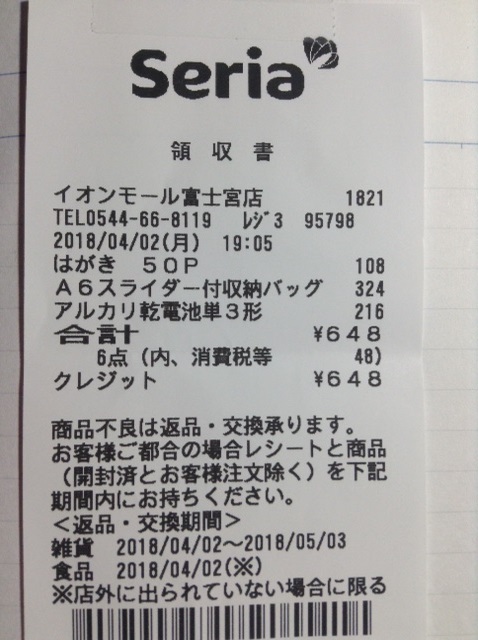 Seria
領収書
イオンモール富士宮店 1821
TEL0544-66-8119 ﾚｼﾞ3 95798
2018/04/02(月) 19:05
はがき 50P 108
A6スライダー付収納バッグ 324
アルカリ乾電池単3形 216
合計 ¥648
6点(内、消費税等 48)
クレジット ¥648
商品不良は返品・交換承ります。
お客様ご都合の場合レシートと商品
(開封済とお客様注文除く)を下記
期間内にお持ちください。
<返品・交換期間>
雑貨 2018/04/02～2018/05/03
食品 2018/04/02(※)
※店外に出られていない場合に限る